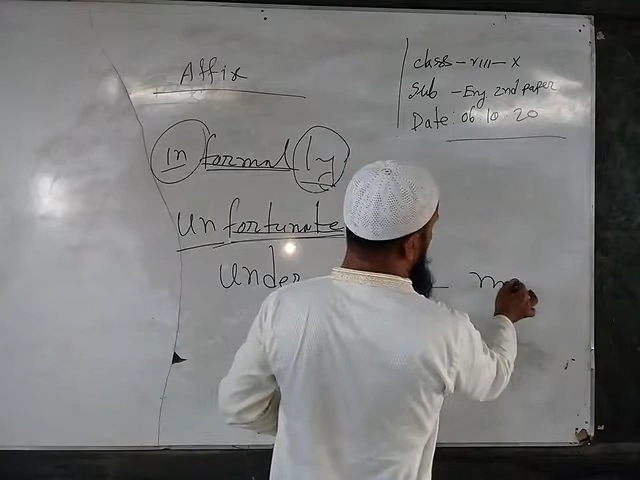 Affix
Class - VIII - X
Sub - Eng 2nd paper
Date: 06.10.20
in formal ly
Unfortunate
Under